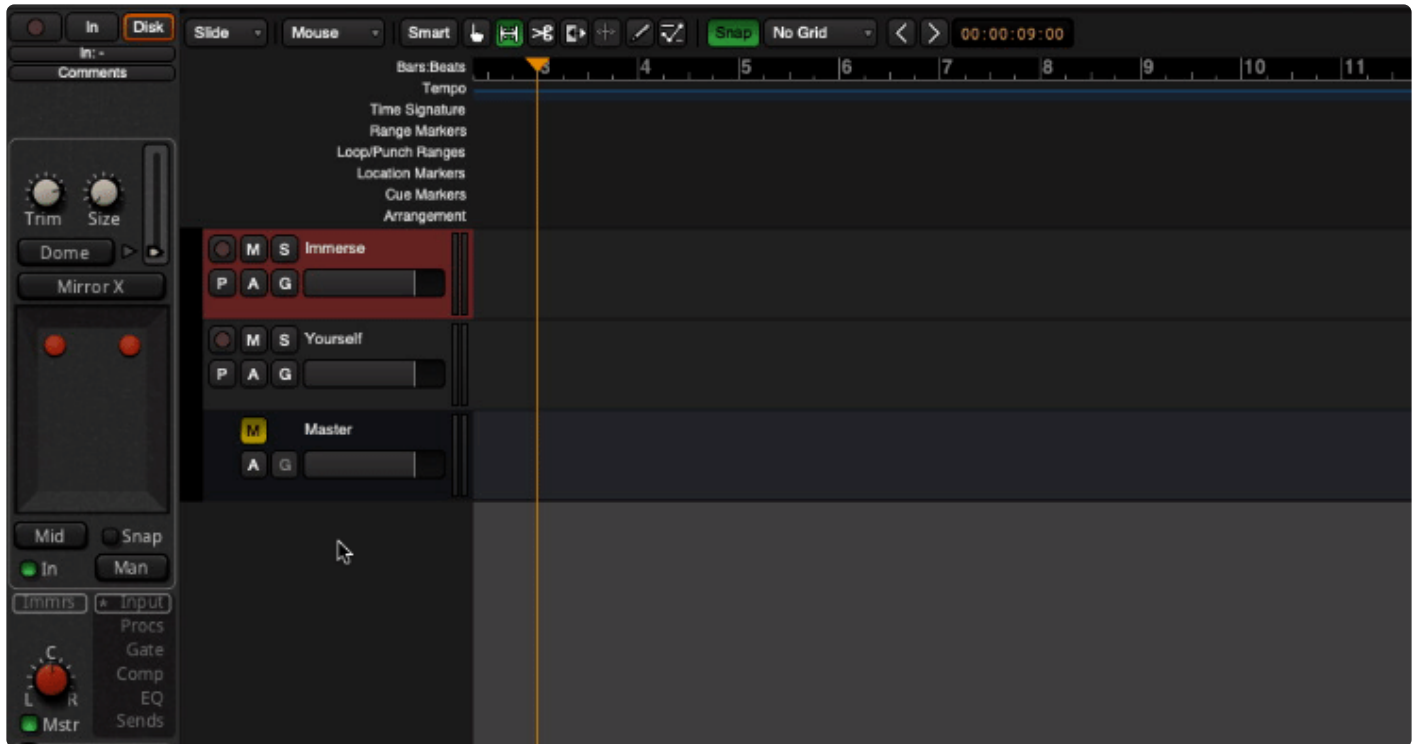 In Disk
In: -
Comments
Trim Size
Dome
Mirror X
Mid Snap
In Man
Immrs * Input
Procs
Gate
Comp
EQ
Sends
C
L R
Mstr
Slide Mouse Smart Snap No Grid 00:00:09:00
Bars:Beats 3 4 5 6 7 8 9 10 11
Tempo
Time Signature
Range Markers
Loop/Punch Ranges
Location Markers
Cue Markers
Arrangement
M S Immerse
P A G
M S Yourself
P A G
M Master
A G